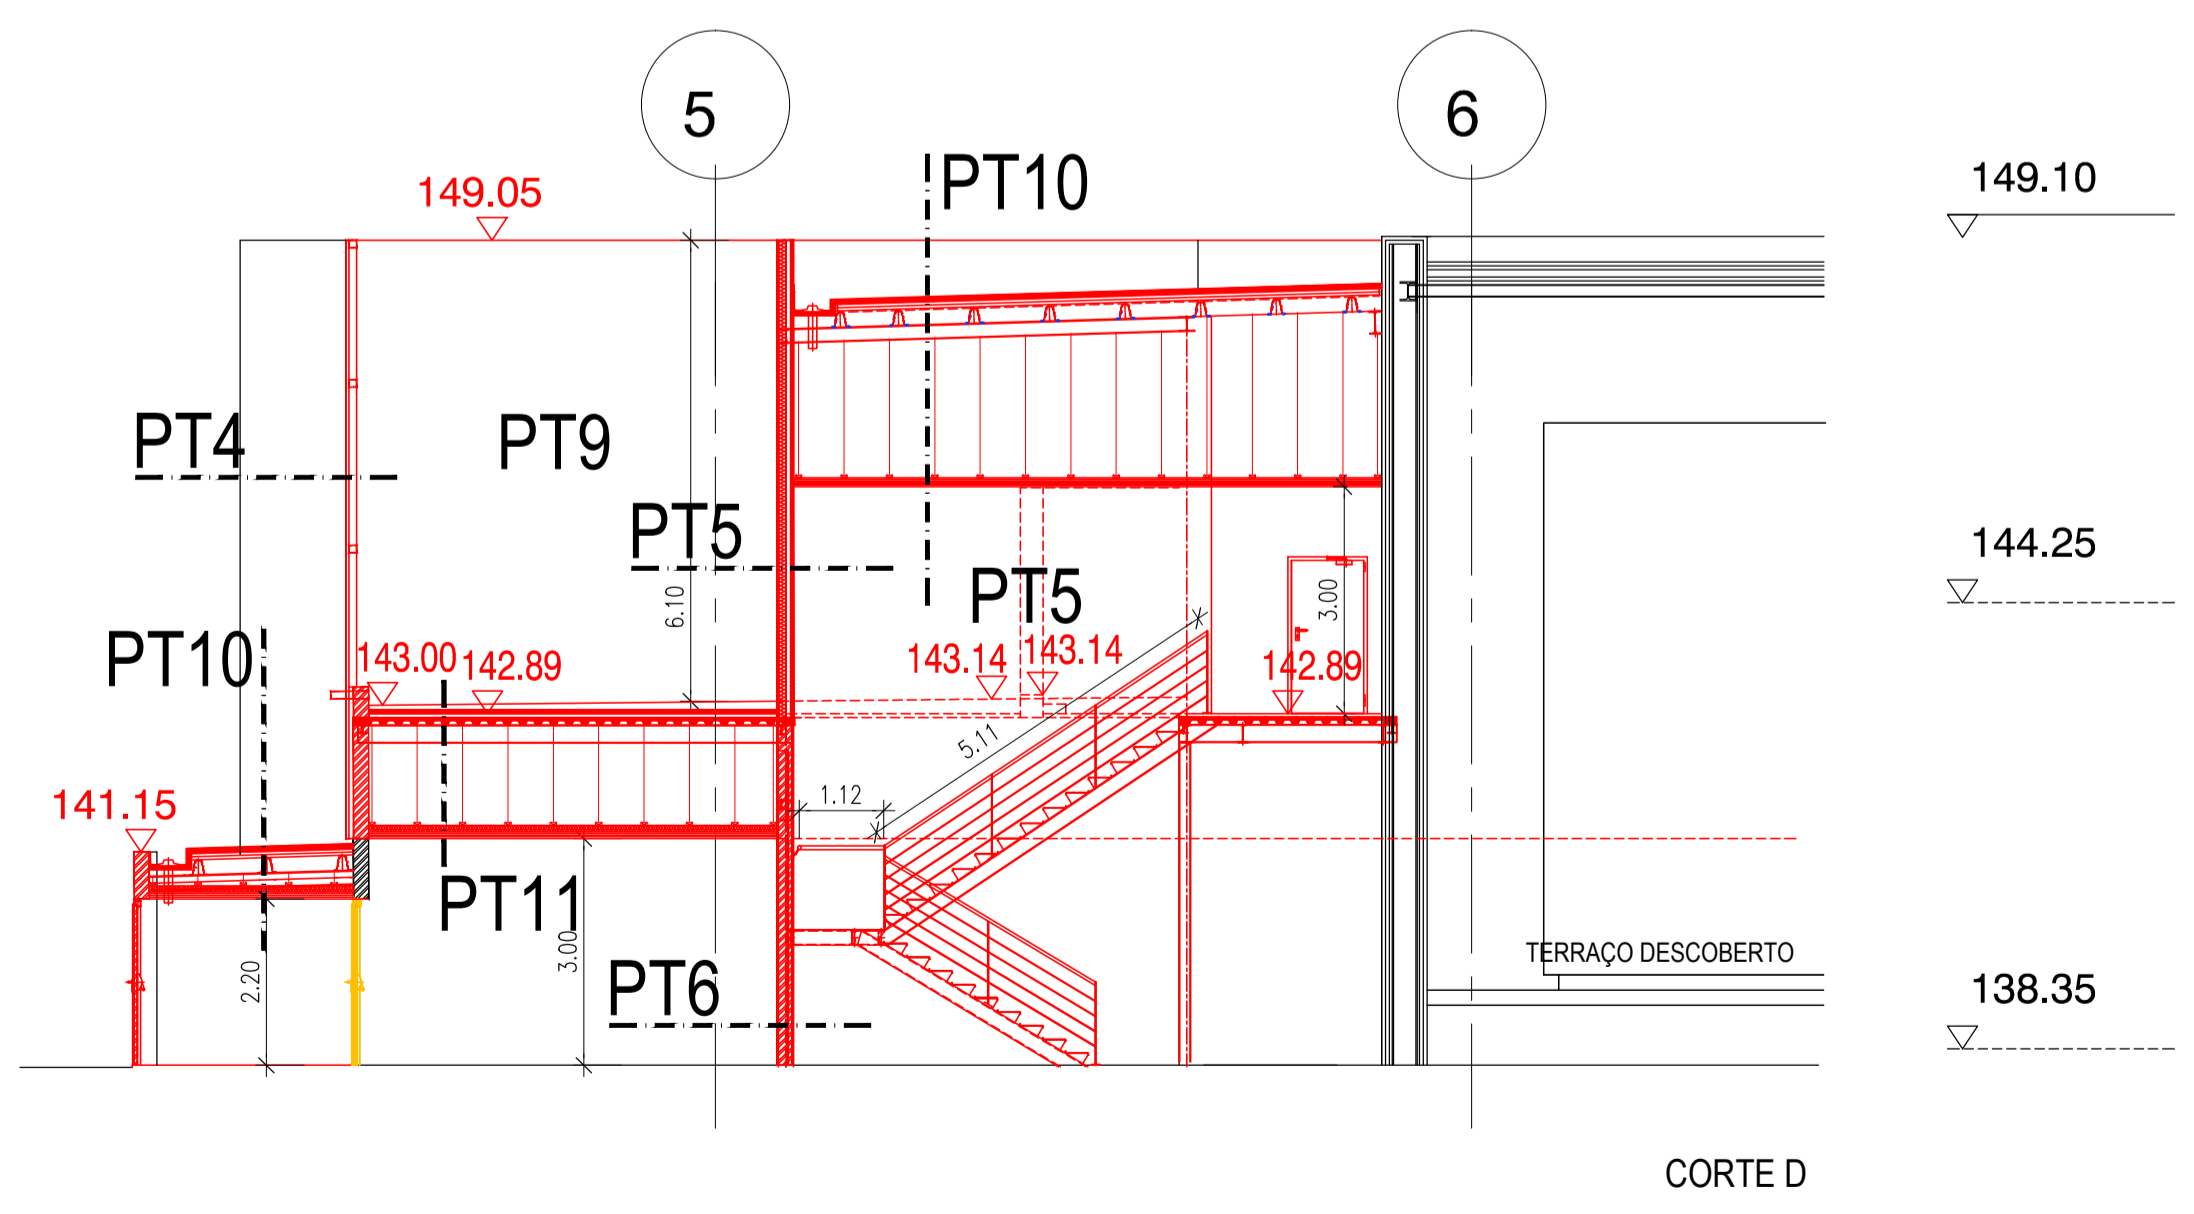 5
6
PT10
149.05
149.10
PT4
PT9
PT5
144.25
6.10
PT5
3.00
PT10
143.00
142.89
143.14
143.14
142.89
5.11
1.12
141.15
PT11
3.00
2.20
PT6
TERRAÇO DESCOBERTO
138.35
CORTE D